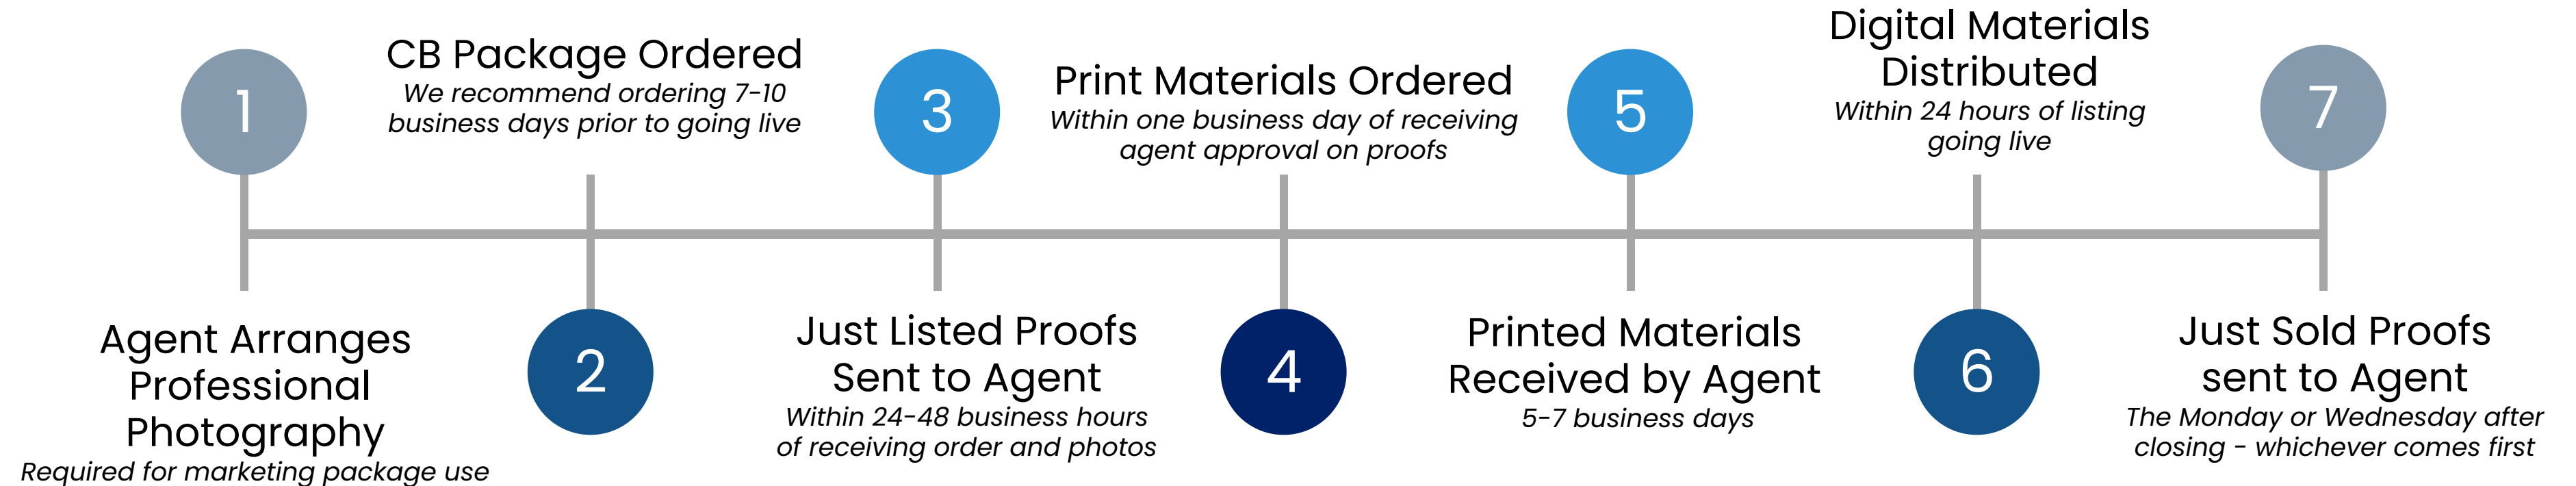 1
Agent Arranges
Professional
Photography
Required for marketing package use
CB Package Ordered
We recommend ordering 7-10
business days prior to going live
2
3
Just Listed Proofs
Sent to Agent
Within 24-48 business hours
of receiving order and photos
Print Materials Ordered
Within one business day of receiving
agent approval on proofs
4
5
Printed Materials
Received by Agent
5-7 business days
Digital Materials
Distributed
Within 24 hours of listing
going live
6
7
Just Sold Proofs
sent to Agent
The Monday or Wednesday after
closing - whichever comes first